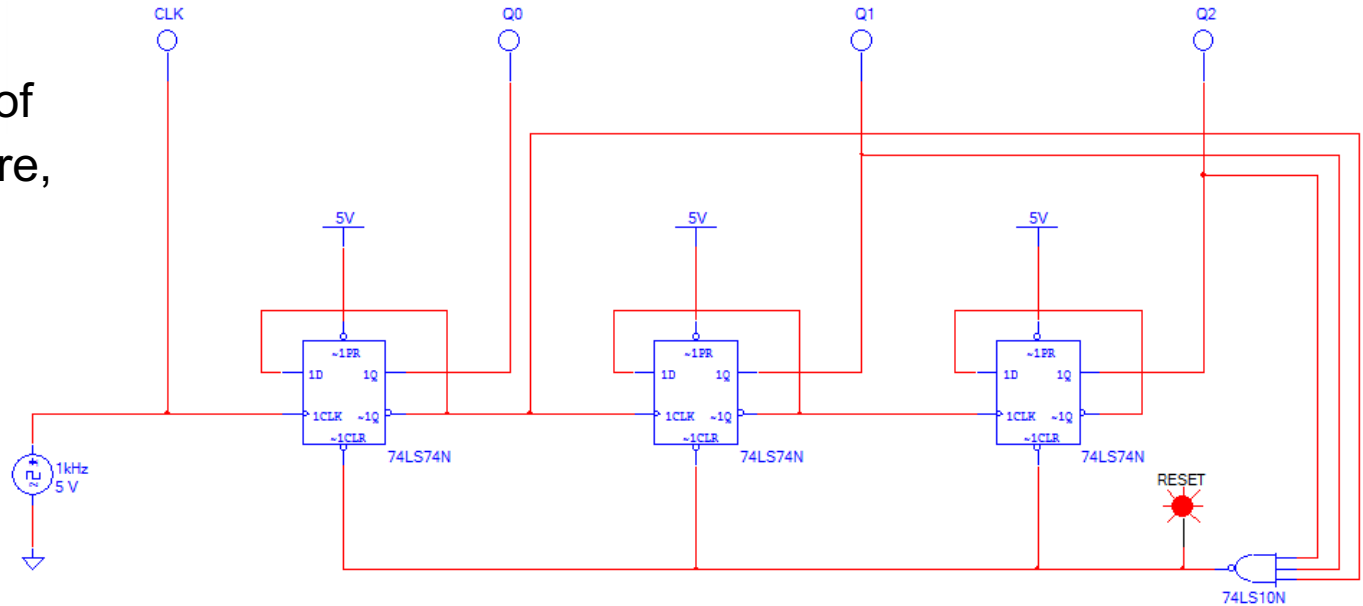 CLK Q0 Q1 Q2
of
re,
5V 5V 5V
~1PR ~1PR ~1PR
1D 1Q 1D 1Q 1D 1Q
1CLK ~1Q 1CLK ~1Q 1CLK ~1Q
~1CLR ~1CLR ~1CLR
74LS74N 74LS74N 74LS74N
1kHz
5 V
RESET
74LS10N